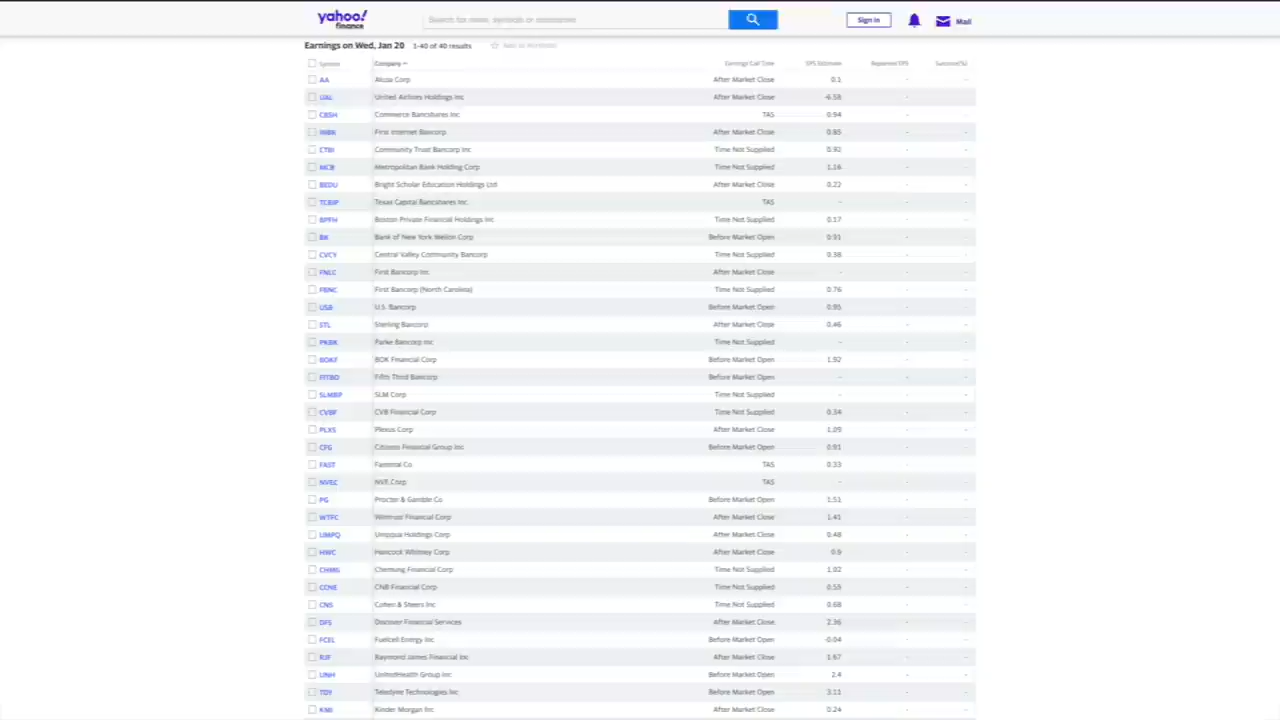 yahoo!
finance
Search for news, symbols or companies
Sign in
Mail
Earnings on Wed, Jan 20 1-40 of 40 results Add to Portfolio
Symbol Company Earnings Call Time EPS Estimate Reported EPS Surprise(%)
AA Alcoa Corp After Market Close 0.1 - -
UAL United Airlines Holdings Inc After Market Close -6.58 - -
CBSH Commerce Bancshares Inc TAS 0.94 - -
INBK First Internet Bancorp After Market Close 0.85 - -
CTBI Community Trust Bancorp Inc Time Not Supplied 0.92 - -
MCB Metropolitan Bank Holding Corp Time Not Supplied 1.16 - -
BEDU Bright Scholar Education Holdings Ltd After Market Close 0.22 - -
TCBIP Texas Capital Bancshares Inc TAS - - -
BPFH Boston Private Financial Holdings Inc Time Not Supplied 0.17 - -
BK Bank of New York Mellon Corp Before Market Open 0.91 - -
CVCY Central Valley Community Bancorp Time Not Supplied 0.38 - -
FNLC First Bancorp Inc After Market Close - - -
FBNC First Bancorp (North Carolina) Time Not Supplied 0.76 - -
USB U.S. Bancorp Before Market Open 0.95 - -
STL Sterling Bancorp After Market Close 0.46 - -
PKBK Parke Bancorp Inc Time Not Supplied - - -
BOKF BOK Financial Corp Before Market Open 1.92 - -
FITBO Fifth Third Bancorp Before Market Open - - -
SLMBP SLM Corp Time Not Supplied - - -
CVBF CVB Financial Corp Time Not Supplied 0.34 - -
PLXS Plexus Corp After Market Close 1.09 - -
CFG Citizens Financial Group Inc Before Market Open 0.91 - -
FAST Fastenal Co TAS 0.33 - -
NVEC NVE Corp TAS - - -
PG Procter & Gamble Co Before Market Open 1.51 - -
WTFC Wintrust Financial Corp After Market Close 1.41 - -
UMPQ Umpqua Holdings Corp After Market Close 0.48 - -
HWC Hancock Whitney Corp After Market Close 0.9 - -
CHMG Chemung Financial Corp Time Not Supplied 1.02 - -
CCNE CNB Financial Corp Time Not Supplied 0.55 - -
CNS Cohen & Steers Inc Time Not Supplied 0.68 - -
DFS Discover Financial Services After Market Close 2.36 - -
FCEL Fuelcell Energy Inc Before Market Open -0.04 - -
RJF Raymond James Financial Inc After Market Close 1.67 - -
UNH UnitedHealth Group Inc Before Market Open 2.4 - -
TDY Teledyne Technologies Inc Before Market Open 3.11 - -
KMI Kinder Morgan Inc After Market Close 0.24 - -